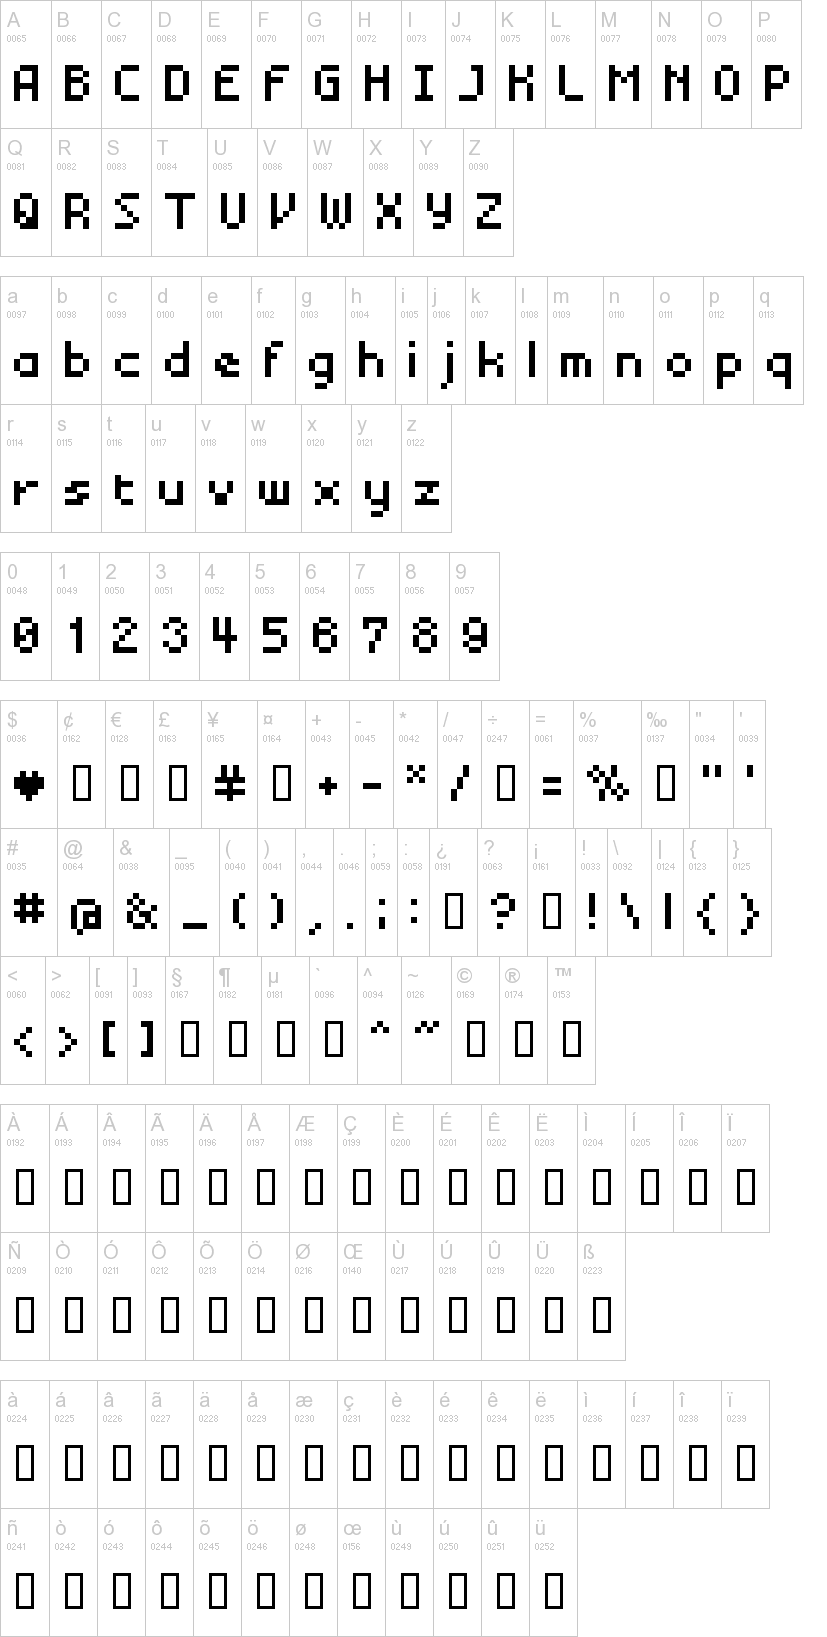 A B C D E F G H I J K L M N O P
0065 0066 0067 0068 0069 0070 0071 0072 0073 0074 0075 0076 0077 0078 0079 0080
A B C D E F G H I J K L M N O P
Q R S T U V W X Y Z
0081 0082 0083 0084 0085 0086 0087 0088 0089 0090
Q R S T U V W X Y Z
a b c d e f g h i j k l m n o p q
0097 0098 0099 0100 0101 0102 0103 0104 0105 0106 0107 0108 0109 0110 0111 0112 0113
a b c d e f g h i j k l m n o p q
r s t u v w x y z
0114 0115 0116 0117 0118 0119 0120 0121 0122
r s t u v w x y z
0 1 2 3 4 5 6 7 8 9
0048 0049 0050 0051 0052 0053 0054 0055 0056 0057
0 1 2 3 4 5 6 7 8 9
$ ¢ € £ ¥ ¤ + - * / ÷ = % ‰ " '
0036 0162 0128 0163 0165 0164 0043 0045 0042 0047 0247 0061 0037 0137 0034 0039
♥ # + - * / = % " '
# @ & _ ( ) , . ; : ¿ ? ¡ ! \ | { }
0035 0064 0038 0095 0040 0041 0044 0046 0059 0058 0191 0063 0161 0033 0092 0124 0123 0125
# @ & _ ( ) , . ; : ? ! \ | { }
< > [ ] § ¶ µ ` ^ ~ © ® ™
0060 0062 0091 0093 0167 0182 0181 0096 0094 0126 0169 0174 0153
< > [ ] ^ ~
À Á Â Ã Ä Å Æ Ç È É Ê Ë Ì Í Î Ï
0192 0193 0194 0195 0196 0197 0198 0199 0200 0201 0202 0203 0204 0205 0206 0207
Ñ Ò Ó Ô Õ Ö Ø Œ Ù Ú Û Ü ß
0209 0210 0211 0212 0213 0214 0216 0140 0217 0218 0219 0220 0223
à á â ã ä å æ ç è é ê ë ì í î ï
0224 0225 0226 0227 0228 0229 0230 0231 0232 0233 0234 0235 0236 0237 0238 0239
ñ ò ó ô õ ö ø œ ù ú û ü
0241 0242 0243 0244 0245 0246 0248 0156 0249 0250 0251 0252